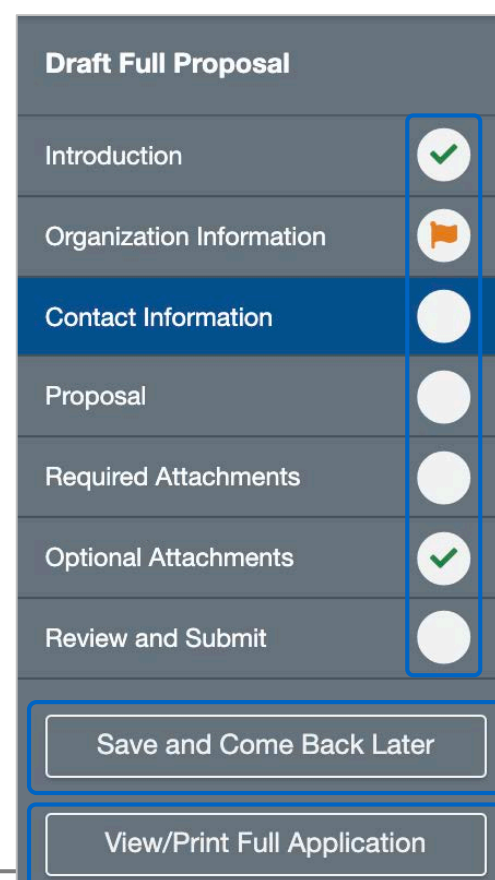 Draft Full Proposal
Introduction
Organization Information
Contact Information
Proposal
Required Attachments
Optional Attachments
Review and Submit
Save and Come Back Later
View/Print Full Application